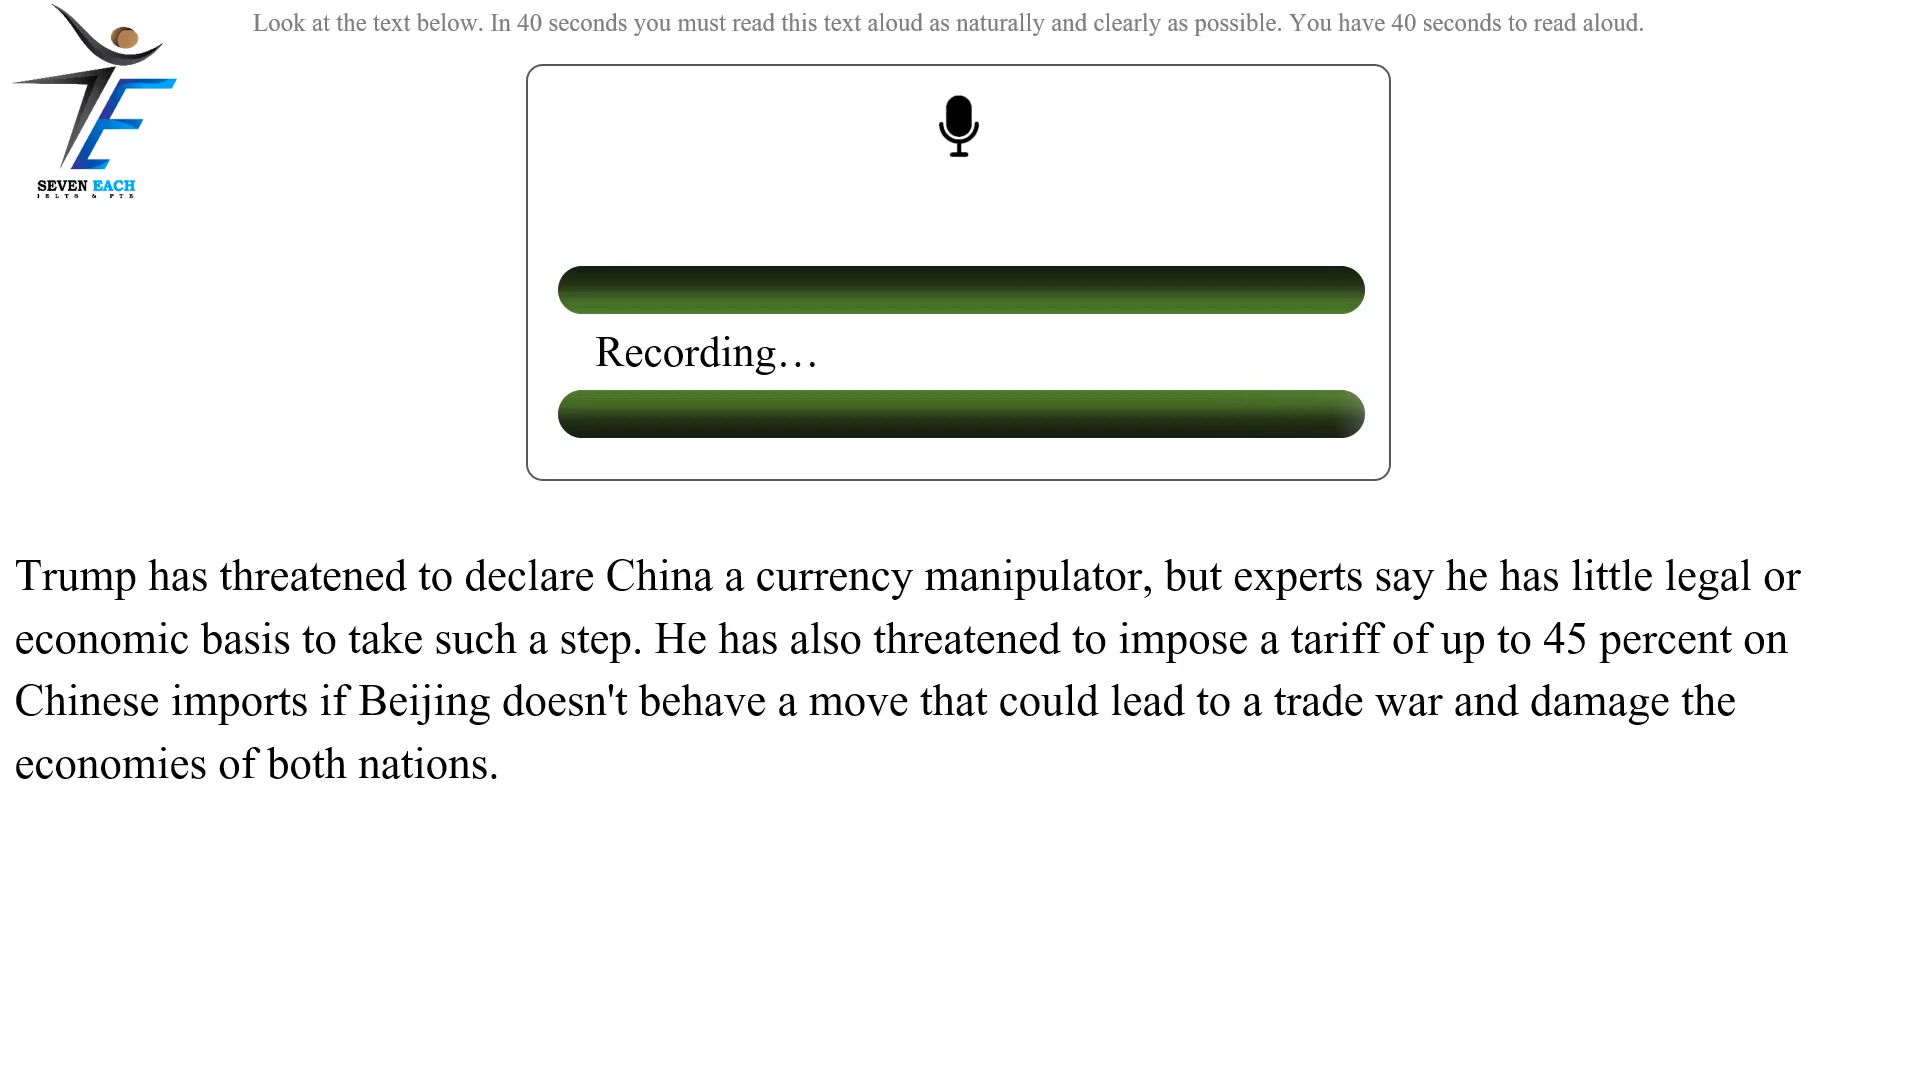 Look at the text below. In 40 seconds you must read this text aloud as naturally and clearly as possible. You have 40 seconds to read aloud.
SEVEN EACH
IELTS & PTE
Recording…
Trump has threatened to declare China a currency manipulator, but experts say he has little legal or
economic basis to take such a step. He has also threatened to impose a tariff of up to 45 percent on
Chinese imports if Beijing doesn't behave a move that could lead to a trade war and damage the
economies of both nations.